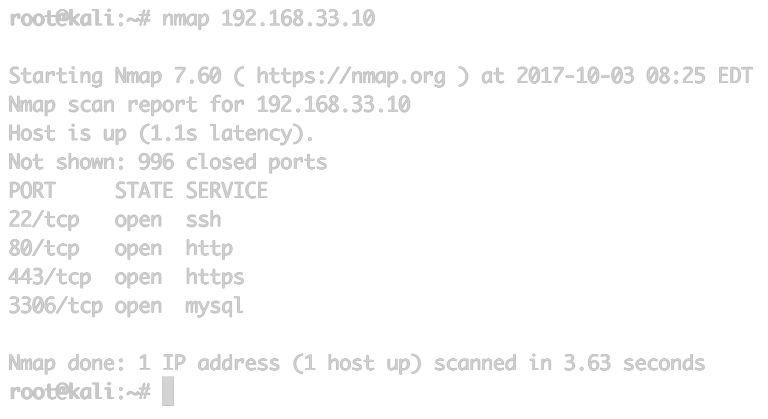 root@kali:~# nmap 192.168.33.10
Starting Nmap 7.60 ( https://nmap.org ) at 2017-10-03 08:25 EDT
Nmap scan report for 192.168.33.10
Host is up (1.1s latency).
Not shown: 996 closed ports
PORT     STATE SERVICE
22/tcp   open  ssh
80/tcp   open  http
443/tcp  open  https
3306/tcp open  mysql
Nmap done: 1 IP address (1 host up) scanned in 3.63 seconds
root@kali:~#